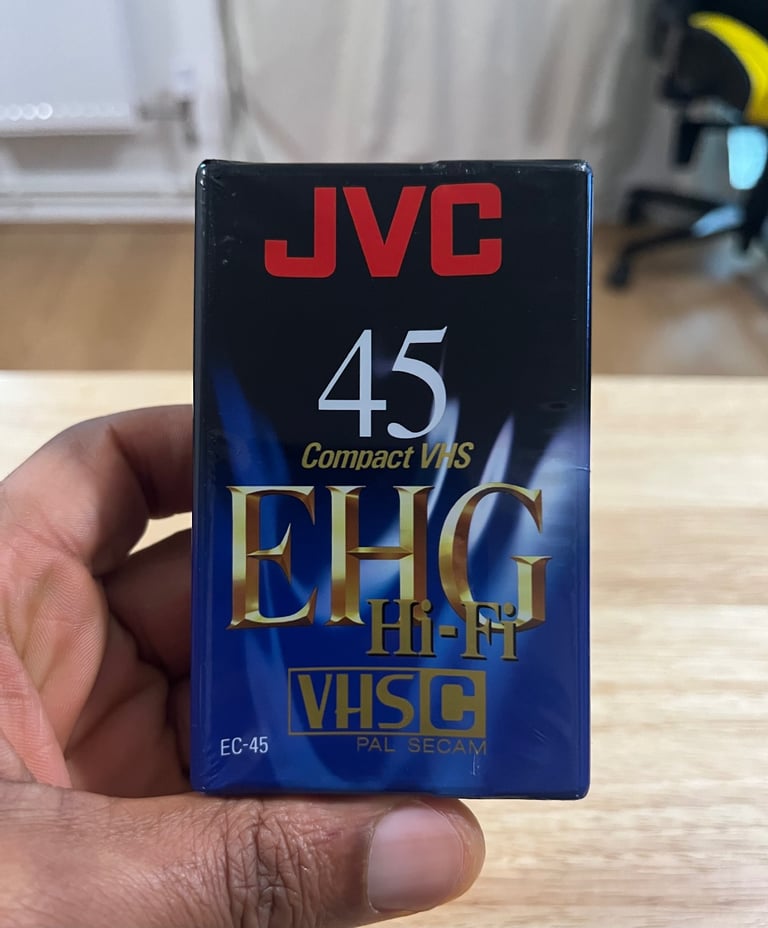 JVC
45
Compact VHS
EHG
Hi-Fi
VHS C
EC-45
PAL SECAM